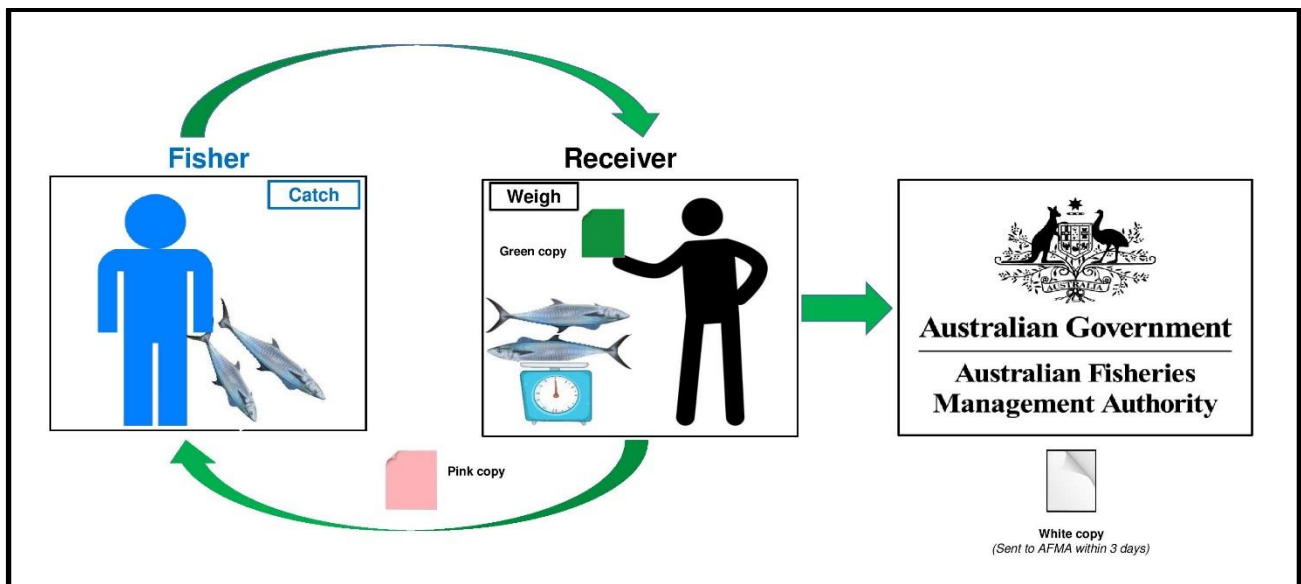 Fisher
Receiver
Catch
Weigh
Green copy
AUSTRALIA
Australian Government
Australian Fisheries
Management Authority
Pink copy
White copy
(Sent to AFMA within 3 days)